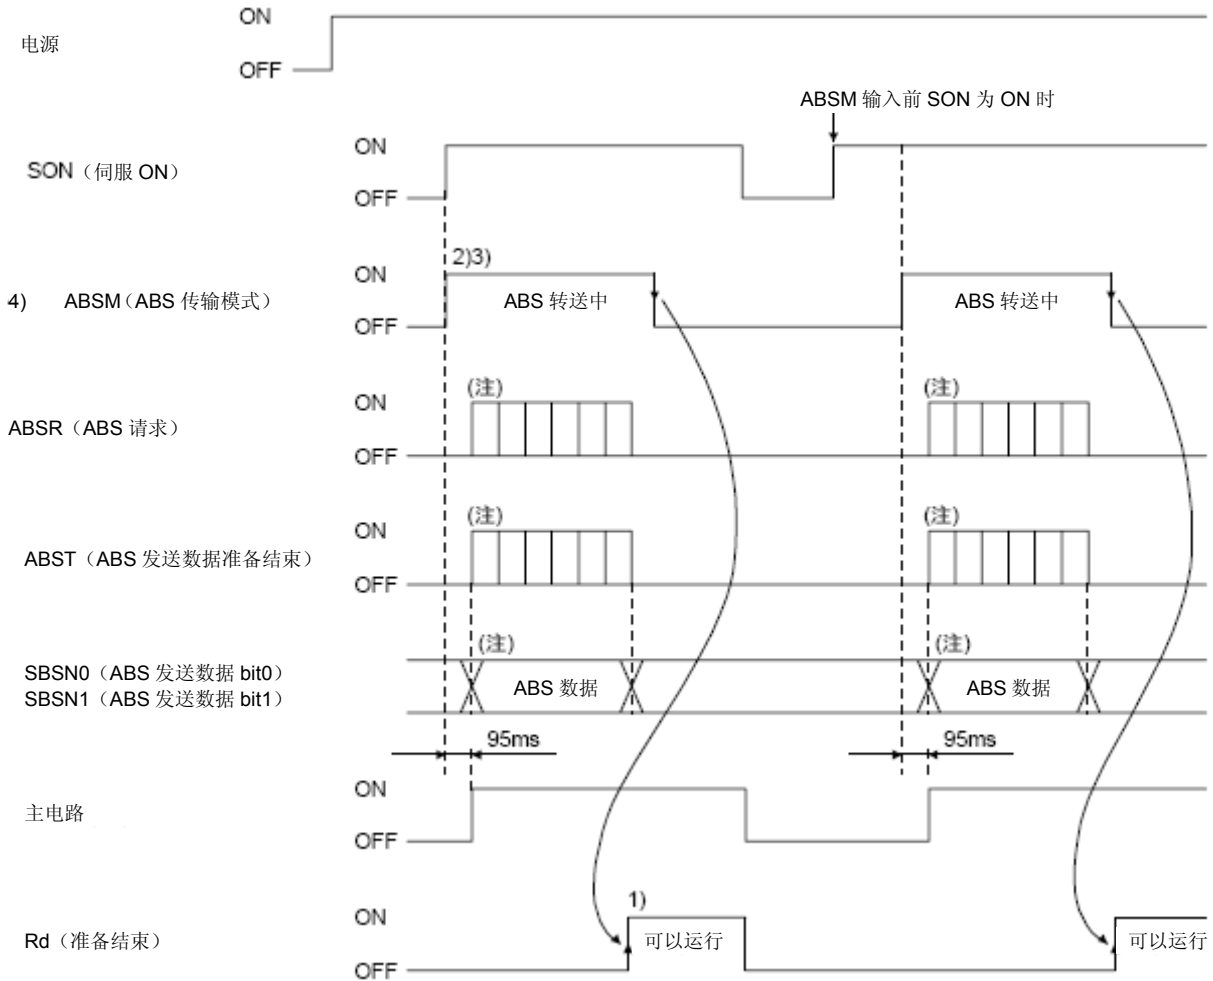 ON
电源
OFF
ABSM 输入前 SON 为 ON 时
ON
SON（伺服 ON）
OFF
2)3)
ON
4) ABSM（ABS 传输模式） ABS 转送中 ABS 转送中
OFF
(注) (注)
ON
ABSR（ABS 请求）
OFF
(注) (注)
ON
ABST（ABS 发送数据准备结束）
OFF
(注) (注)
SBSN0（ABS 发送数据 bit0）
SBSN1（ABS 发送数据 bit1） ABS 数据 ABS 数据
95ms 95ms
ON
主电路
OFF
1)
ON
Rd（准备结束） 可以运行 可以运行
OFF